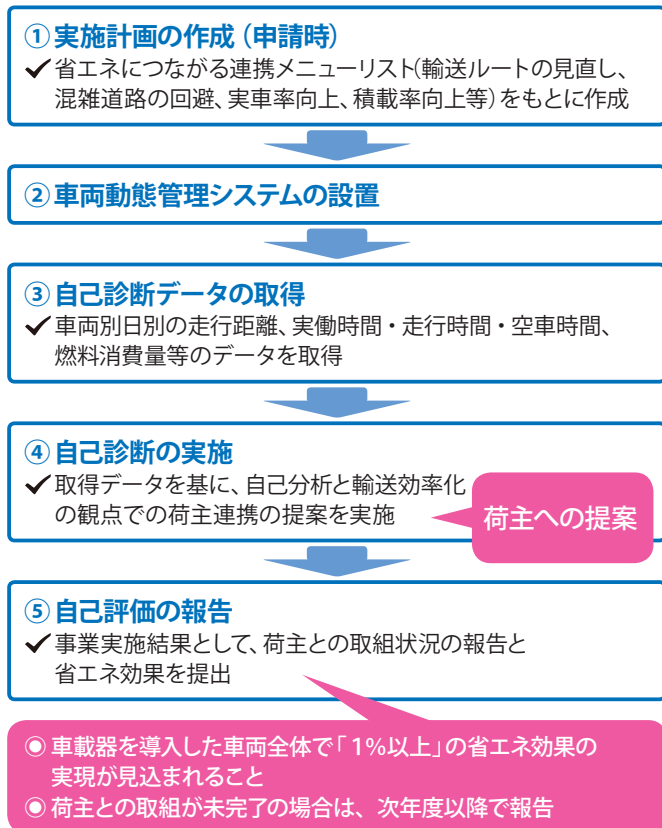 ①実施計画の作成（申請時）
✓省エネにつながる連携メニューリスト(輸送ルートの見直し、
混雑道路の回避、実車率向上、積載率向上等)をもとに作成
②車両動態管理システムの設置
③自己診断データの取得
✓車両別日別の走行距離、実働時間・走行時間・空車時間、
燃料消費量等のデータを取得
④自己診断の実施
✓取得データを基に、自己分析と輸送効率化
の観点での荷主連携の提案を実施
荷主への提案
⑤自己評価の報告
✓事業実施結果として、荷主との取組状況の報告と
省エネ効果を提出
◎車載器を導入した車両全体で「1%以上」の省エネ効果の
実現が見込まれること
◎荷主との取組が未完了の場合は、次年度以降で報告